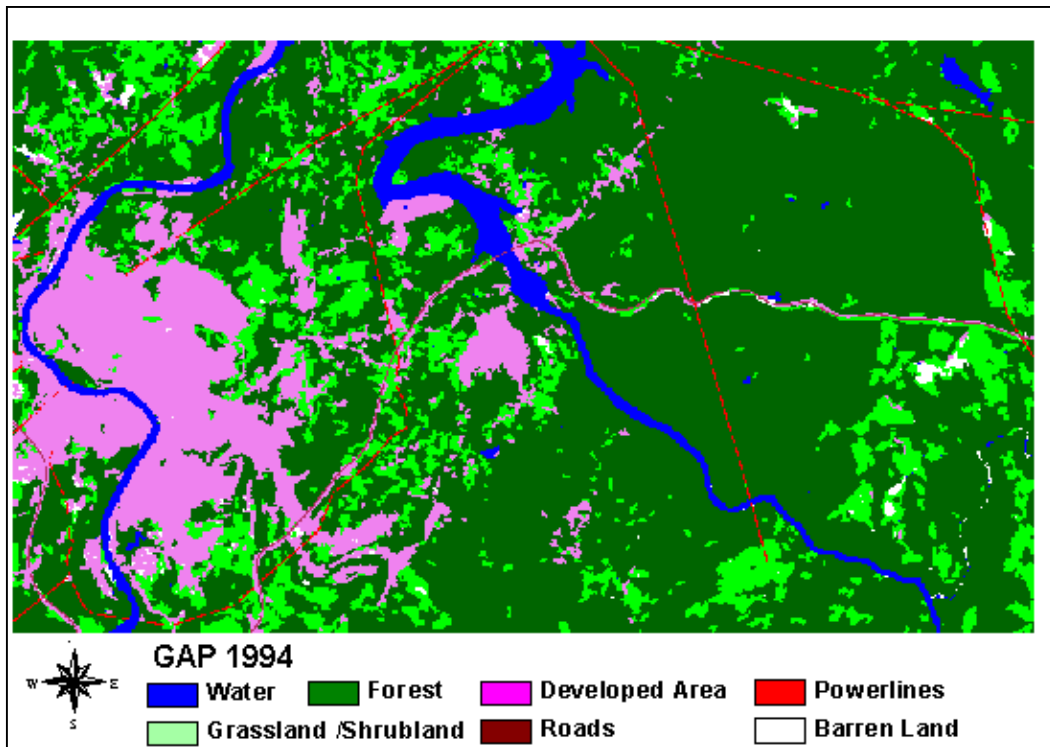 GAP 1994
W E
S
Water Forest Developed Area Powerlines
Grassland /Shrubland Roads Barren Land